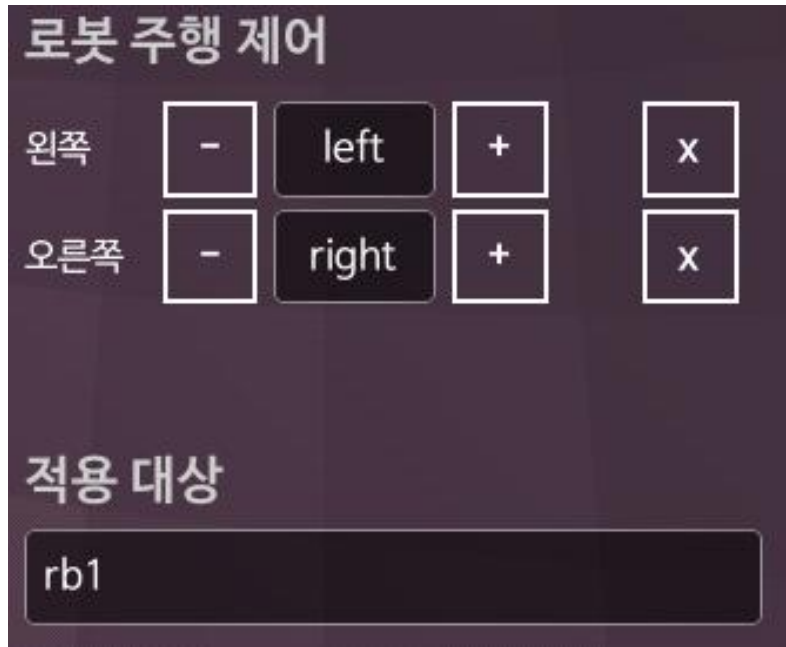 로봇 주행 제어
왼쪽 - left + x
오른쪽 - right + x
적용 대상
rb1